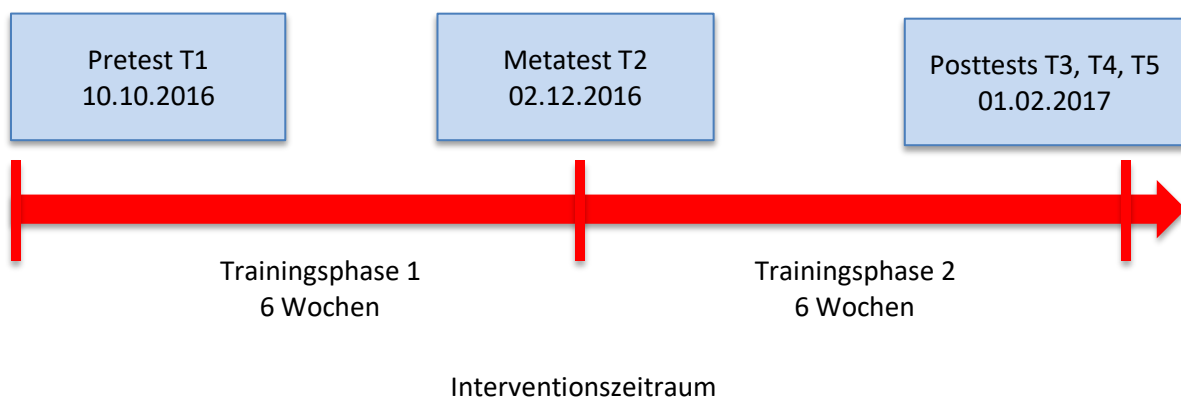 Pretest T1
10.10.2016
Metatest T2
02.12.2016
Posttests T3, T4, T5
01.02.2017
Trainingsphase 1
6 Wochen
Trainingsphase 2
6 Wochen
Interventionszeitraum